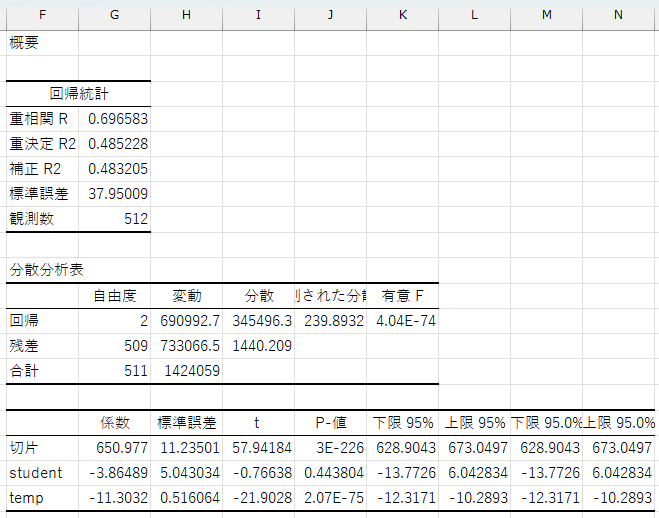 F G H I J K L M N
概要
回帰統計
重相関 R 0.696583
重決定 R2 0.485228
補正 R2 0.483205
標準誤差 37.95009
観測数 512
分散分析表
自由度 変動 分散 された分 有意 F
回帰 2 690992.7 345496.3 239.8932 4.04E-74
残差 509 733066.5 1440.209
合計 511 1424059
係数 標準誤差 t P-値 下限 95% 上限 95% 下限 95.0% 上限 95.0%
切片 650.977 11.23501 57.94184 3E-226 628.9043 673.0497 628.9043 673.0497
student -3.86489 5.043034 -0.76638 0.443804 -13.7726 6.042834 -13.7726 6.042834
temp -11.3032 0.516064 -21.9028 2.07E-75 -12.3171 -10.2893 -12.3171 -10.2893